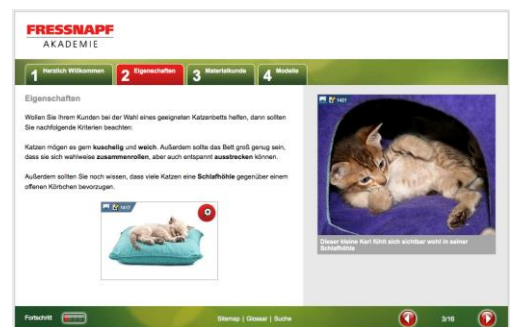 FRESSNAPF
AKADEMIE
1 Herzlich Willkommen
2 Eigenschaften
3 Materialkunde
4 Modelle
Eigenschaften
Wollen Sie Ihrem Kunden bei der Wahl eines geeigneten Katzenbetts helfen, dann sollten
Sie nachfolgende Kriterien beachten:
Katzen mögen es gern kuschelig und weich. Außerdem sollte das Bett groß genug sein,
dass sie sich wahlweise zusammenrollen, aber auch entspannt ausstrecken können.
Außerdem sollten Sie noch wissen, dass viele Katzen eine Schlafhöhle gegenüber einem
offenen Körbchen bevorzugen.
Dieser kleine Karl fühlt sich sichtbar wohl in seiner
Schlafhöhle
Fortschritt
Sitemap | Glossar | Suche
3/16